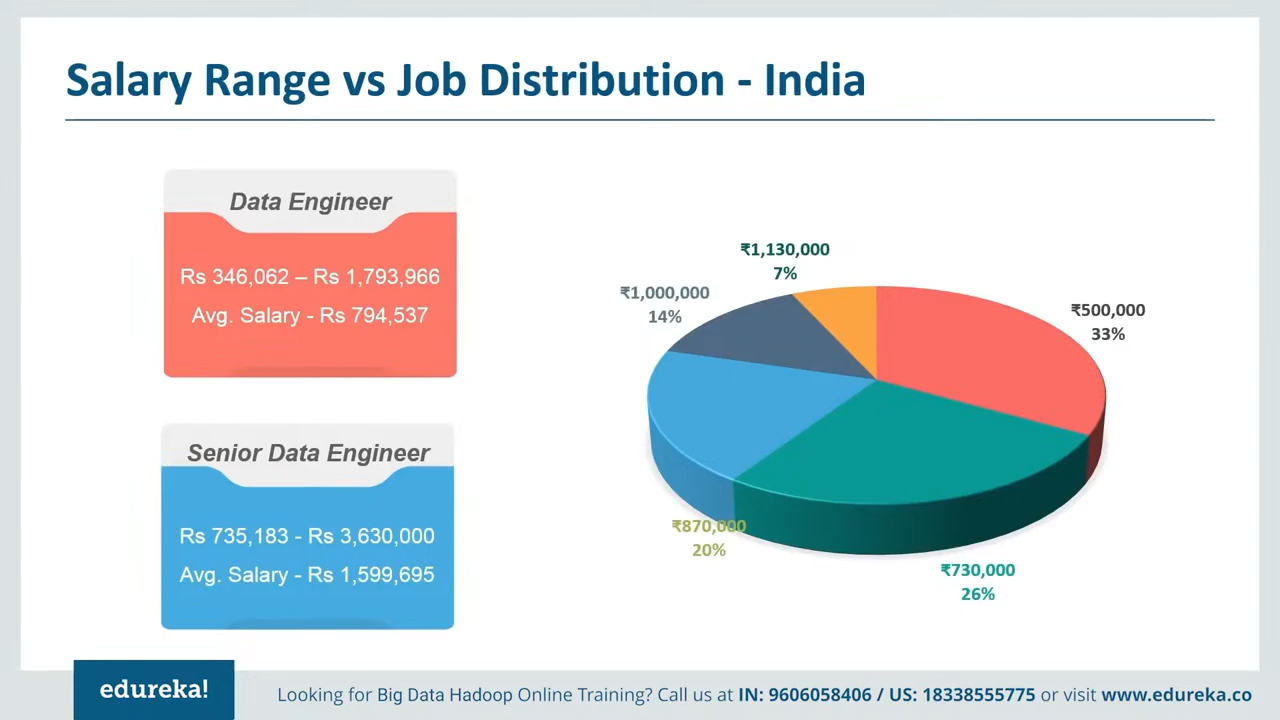 Salary Range vs Job Distribution - India
Data Engineer
Rs 346,062 – Rs 1,793,966
Avg. Salary - Rs 794,537
Senior Data Engineer
Rs 735,183 - Rs 3,630,000
Avg. Salary - Rs 1,599,695
₹1,130,000
7%
₹1,000,000
14%
₹500,000
33%
₹870,000
20%
₹730,000
26%
edureka!
Looking for Big Data Hadoop Online Training? Call us at IN: 9606058406 / US: 18338555775 or visit www.edureka.co